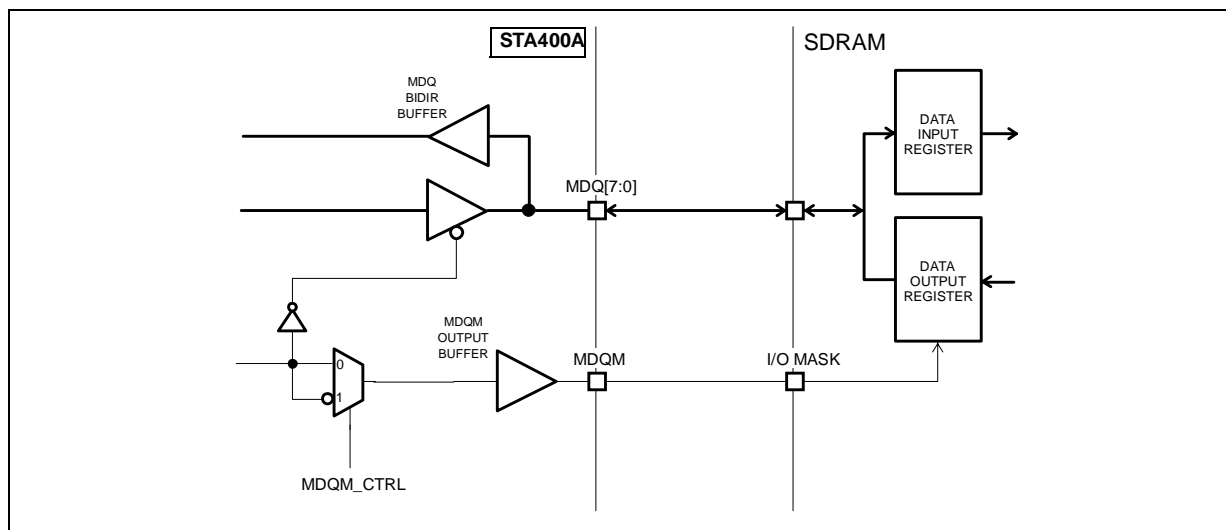 STA400A
SDRAM
MDQ
BIDIR
BUFFER
DATA
INPUT
REGISTER
MDQ[7:0]
DATA
OUTPUT
REGISTER
MDQM
OUTPUT
BUFFER
MDQM
I/O MASK
0
1
MDQM_CTRL